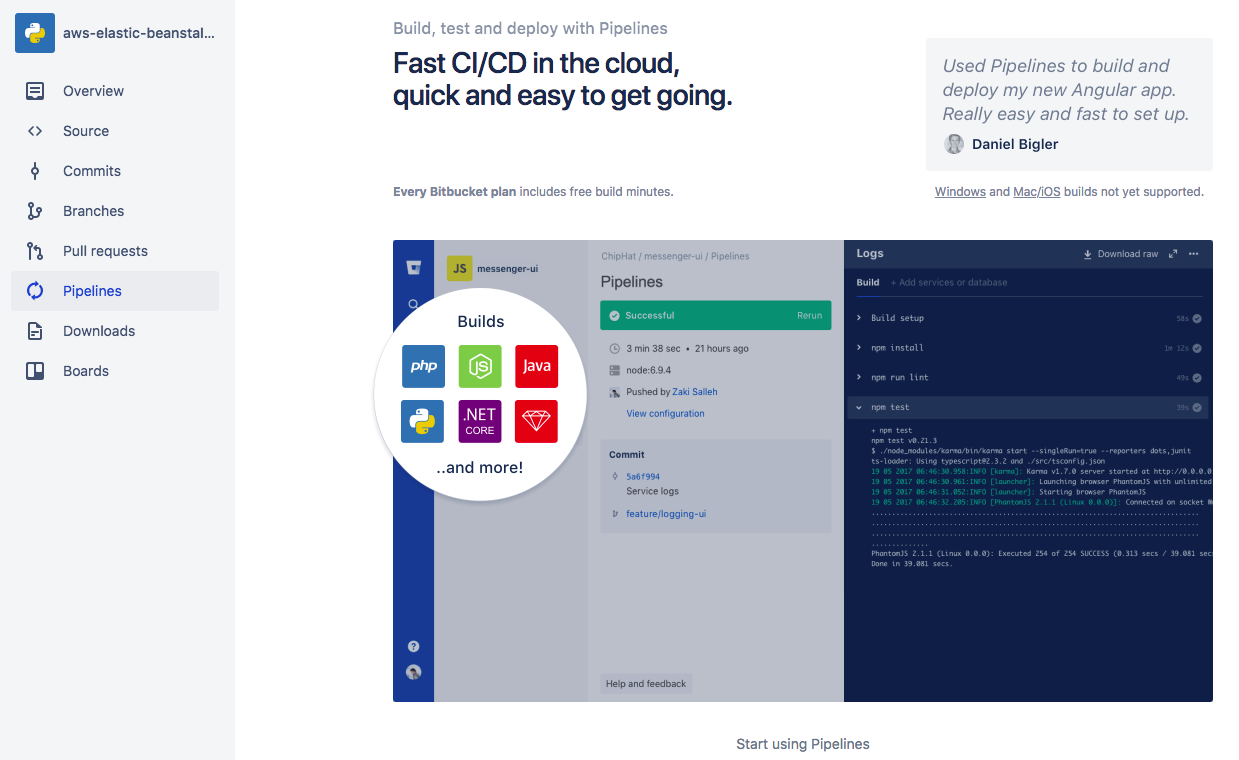 aws-elastic-beanstal...
Overview
Source
Commits
Branches
Pull requests
Pipelines
Downloads
Boards
Build, test and deploy with Pipelines
Fast CI/CD in the cloud,
quick and easy to get going.
Used Pipelines to build and
deploy my new Angular app.
Really easy and fast to set up.
Daniel Bigler
Every Bitbucket plan includes free build minutes.
Windows and Mac/iOS builds not yet supported.
JS messenger-ui
Builds
php
JS
Java
.NET
CORE
..and more!
ChipHat / messenger-ui / Pipelines
Pipelines
Successful Rerun
3 min 38 sec • 21 hours ago
node:6.9.4
Pushed by Zaki Salleh
View configuration
Commit
5a6f994
Service logs
feature/logging-ui
Help and feedback
Logs Download raw
Build + Add services or database
Build setup 58s
npm install 1m 12s
npm run lint 49s
npm test 39s
+ npm test
npm test v0.21.3
$ ./node_modules/karma/bin/karma start --singleRun=true --reporters dots,junit
ts-loader: Using typescript@2.3.2 and ./src/tsconfig.json
19 05 2017 06:46:30.958:INFO [karma]: Karma v1.7.0 server started at http://0.0.0.0:
19 05 2017 06:46:30.961:INFO [launcher]: Launching browser PhantomJS with unlimited
19 05 2017 06:46:31.052:INFO [launcher]: Starting browser PhantomJS
19 05 2017 06:46:32.205:INFO [PhantomJS 2.1.1 (Linux 0.0.0)]: Connected on socket
PhantomJS 2.1.1 (Linux 0.0.0): Executed 254 of 254 SUCCESS (0.313 secs / 39.081 secs
Done in 39.081 secs.
Start using Pipelines